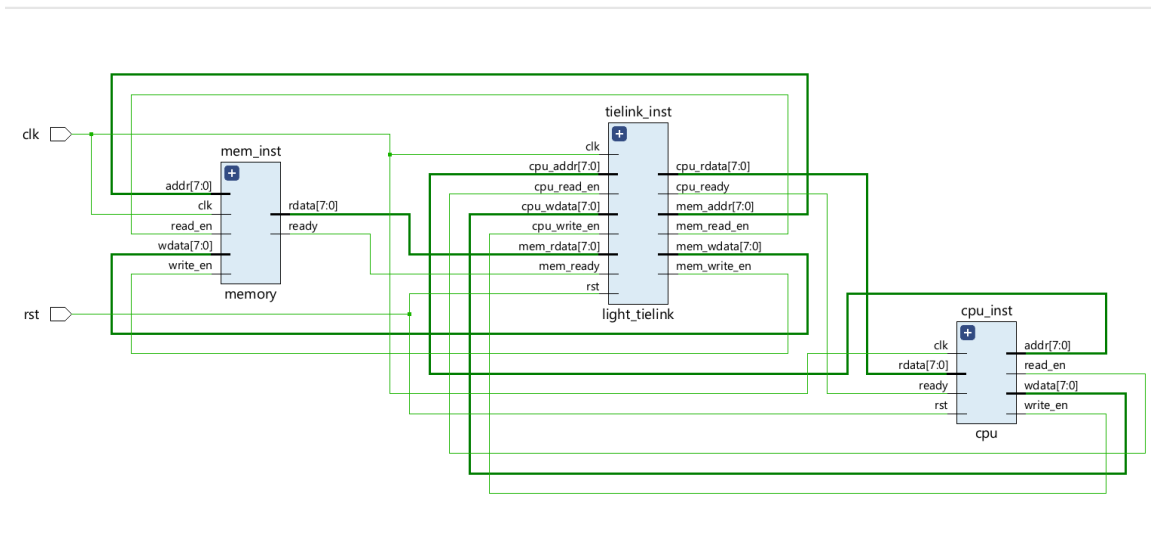 clk
rst
mem_inst
addr[7:0]
clk
read_en
wdata[7:0]
write_en
rdata[7:0]
ready
memory
tielink_inst
clk
cpu_addr[7:0]
cpu_read_en
cpu_wdata[7:0]
cpu_write_en
mem_rdata[7:0]
mem_ready
rst
cpu_rdata[7:0]
cpu_ready
mem_addr[7:0]
mem_read_en
mem_wdata[7:0]
mem_write_en
light_tielink
cpu_inst
clk
rdata[7:0]
ready
rst
addr[7:0]
read_en
wdata[7:0]
write_en
cpu